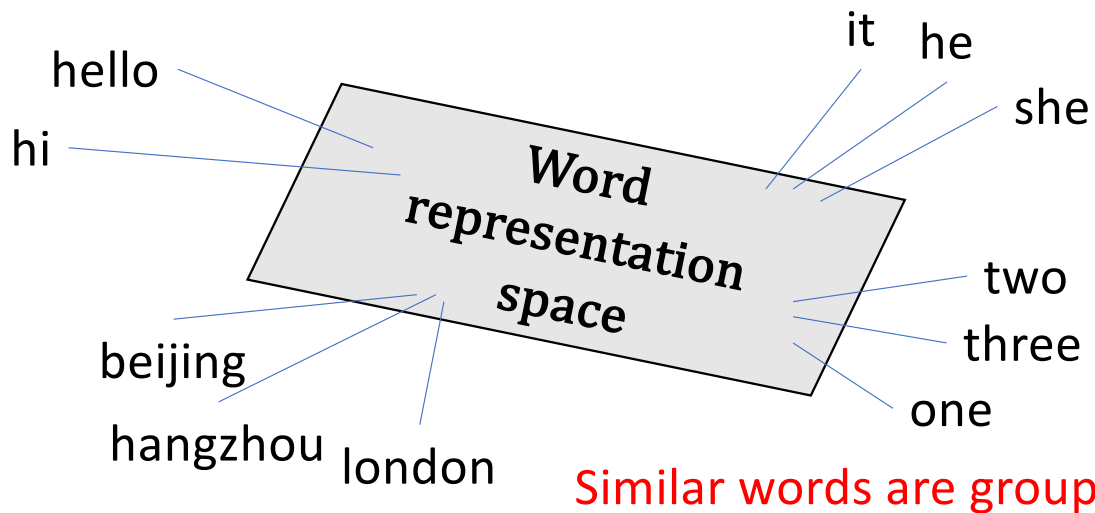 it
he
hello
she
hi
Word
representation
space
two
three
beijing
one
hangzhou
london
Similar words are group